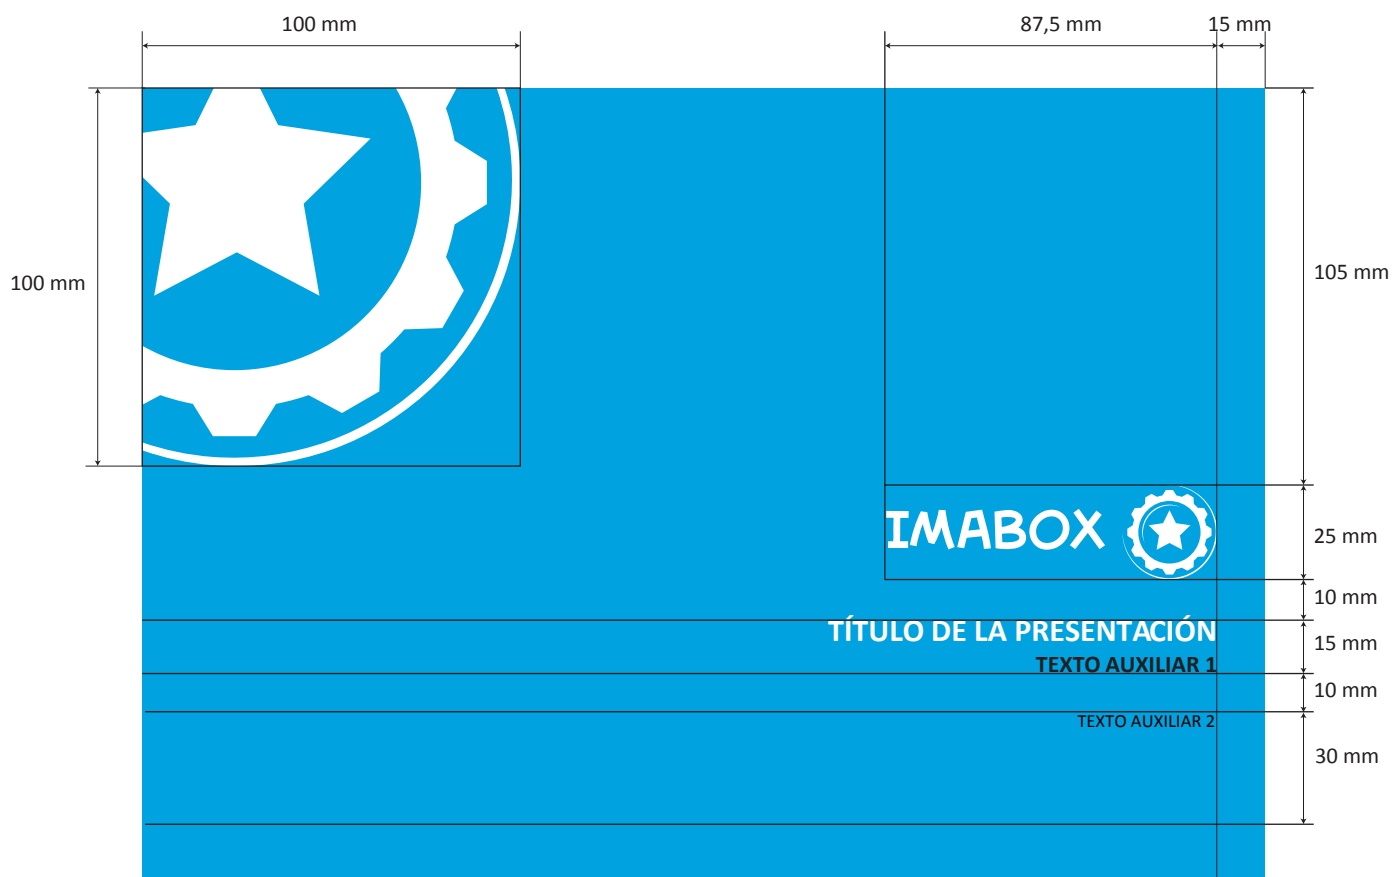 100 mm
87,5 mm
15 mm
100 mm
105 mm
IMABOX
25 mm
10 mm
TÍTULO DE LA PRESENTACIÓN
15 mm
TEXTO AUXILIAR 1
10 mm
TEXTO AUXILIAR 2
30 mm